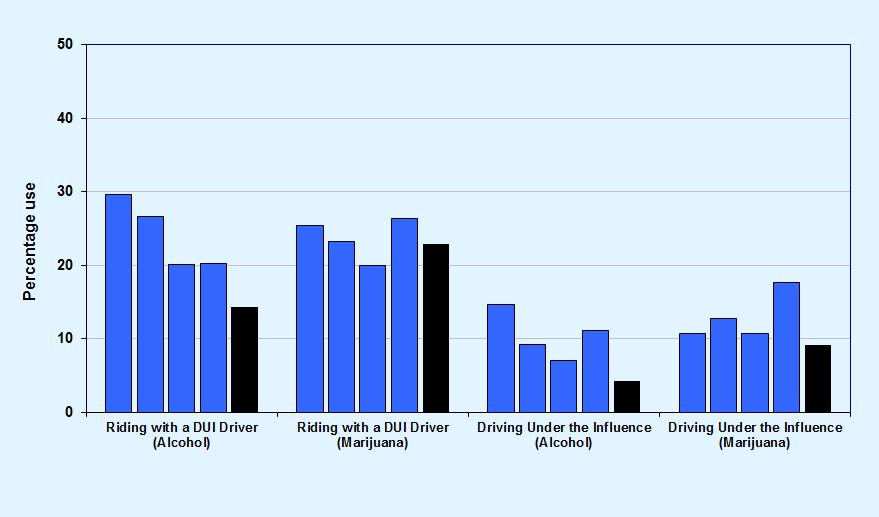 50
40
30
20
10
0
Percentage use
Riding with a DUI Driver
(Alcohol)
Riding with a DUI Driver
(Marijuana)
Driving Under the Influence
(Alcohol)
Driving Under the Influence
(Marijuana)